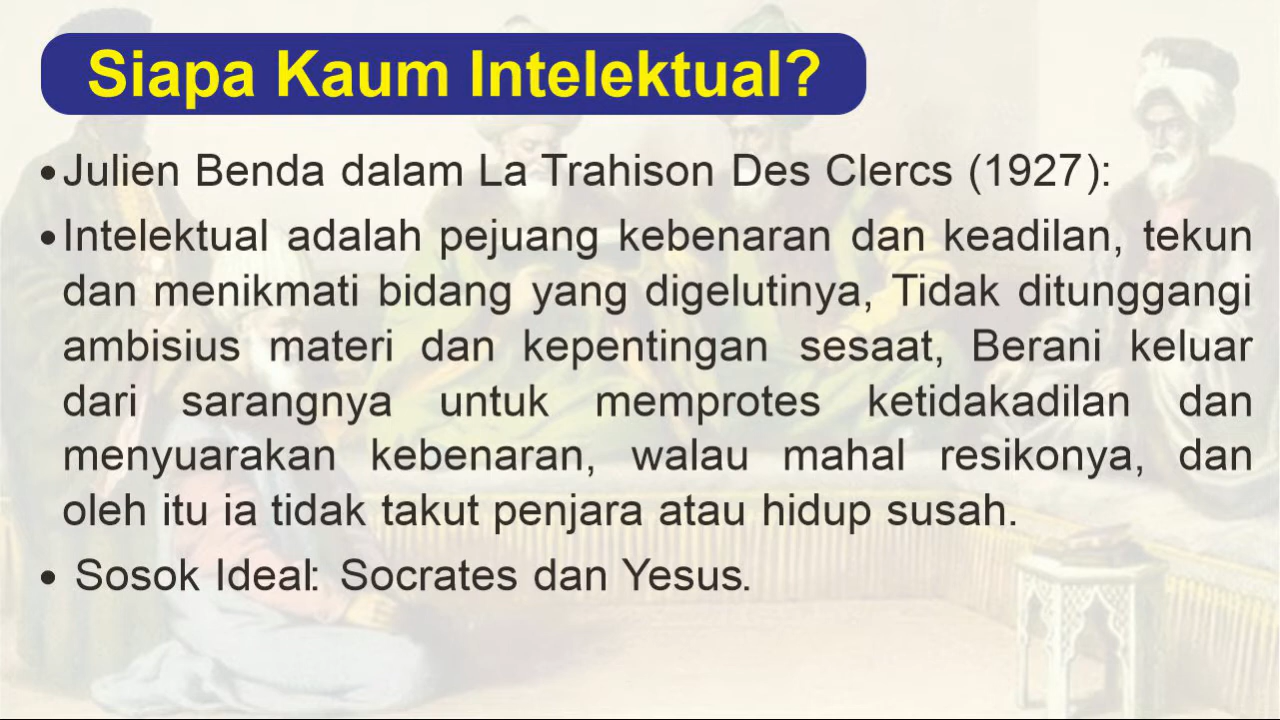 Siapa Kaum Intelektual?
•Julien Benda dalam La Trahison Des Clercs (1927):
•Intelektual adalah pejuang kebenaran dan keadilan, tekun
dan menikmati bidang yang digelutinya, Tidak ditunggangi
ambisius materi dan kepentingan sesaat, Berani keluar
dari sarangnya untuk memprotes ketidakadilan dan
menyuarakan kebenaran, walau mahal resikonya, dan
oleh itu ia tidak takut penjara atau hidup susah.
• Sosok Ideal: Socrates dan Yesus.